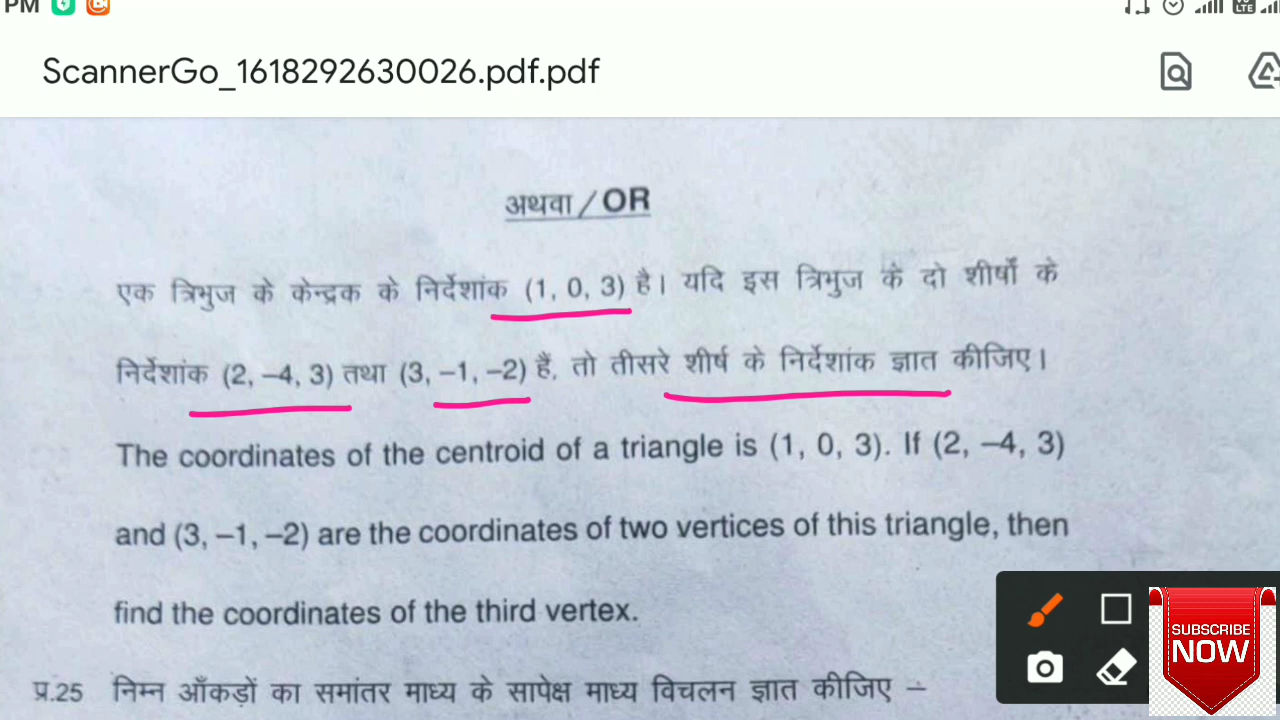 PM
ScannerGo_1618292630026.pdf.pdf
अथवा / OR
एक त्रिभुज के केन्द्रक के निर्देशांक (1, 0, 3) है। यदि इस त्रिभुज के दो शीर्षों के
निर्देशांक (2, –4, 3) तथा (3, –1, –2) हैं, तो तीसरे शीर्ष के निर्देशांक ज्ञात कीजिए।
The coordinates of the centroid of a triangle is (1, 0, 3). If (2, –4, 3)
and (3, –1, –2) are the coordinates of two vertices of this triangle, then
find the coordinates of the third vertex.
प्र.25 निम्न आँकड़ों का समांतर माध्य के सापेक्ष माध्य विचलन ज्ञात कीजिए –
SUBSCRIBE
NOW